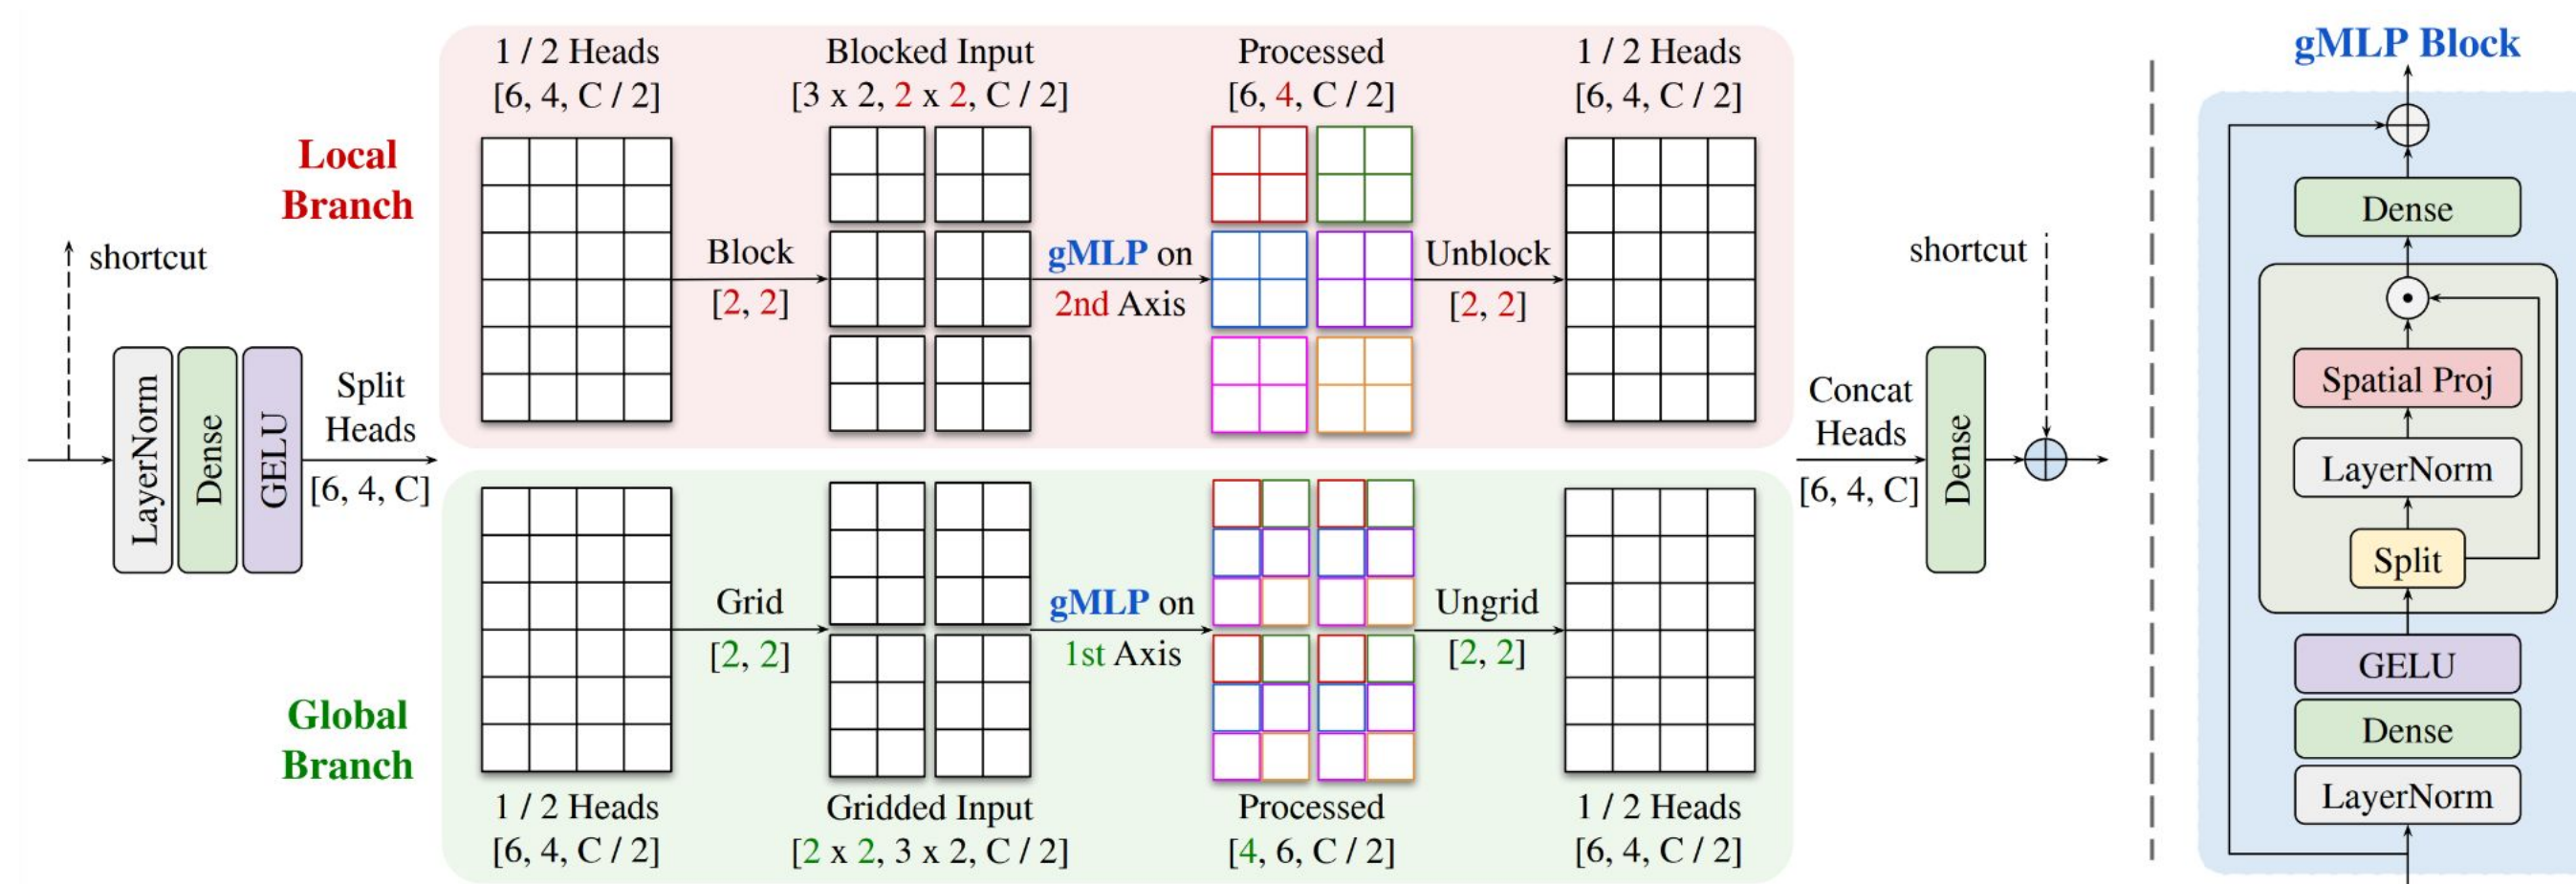 shortcut
LayerNorm
Dense
GELU
Split
Heads
[6, 4, C]
Local
Branch
1 / 2 Heads
[6, 4, C / 2]
Block
[2, 2]
Blocked Input
[3 x 2, 2 x 2, C / 2]
gMLP on
2nd Axis
Processed
[6, 4, C / 2]
Unblock
[2, 2]
1 / 2 Heads
[6, 4, C / 2]
Global
Branch
1 / 2 Heads
[6, 4, C / 2]
Grid
[2, 2]
Gridded Input
[2 x 2, 3 x 2, C / 2]
gMLP on
1st Axis
Processed
[4, 6, C / 2]
Ungrid
[2, 2]
1 / 2 Heads
[6, 4, C / 2]
Concat
Heads
[6, 4, C]
Dense
shortcut
gMLP Block
Dense
Spatial Proj
LayerNorm
Split
GELU
Dense
LayerNorm